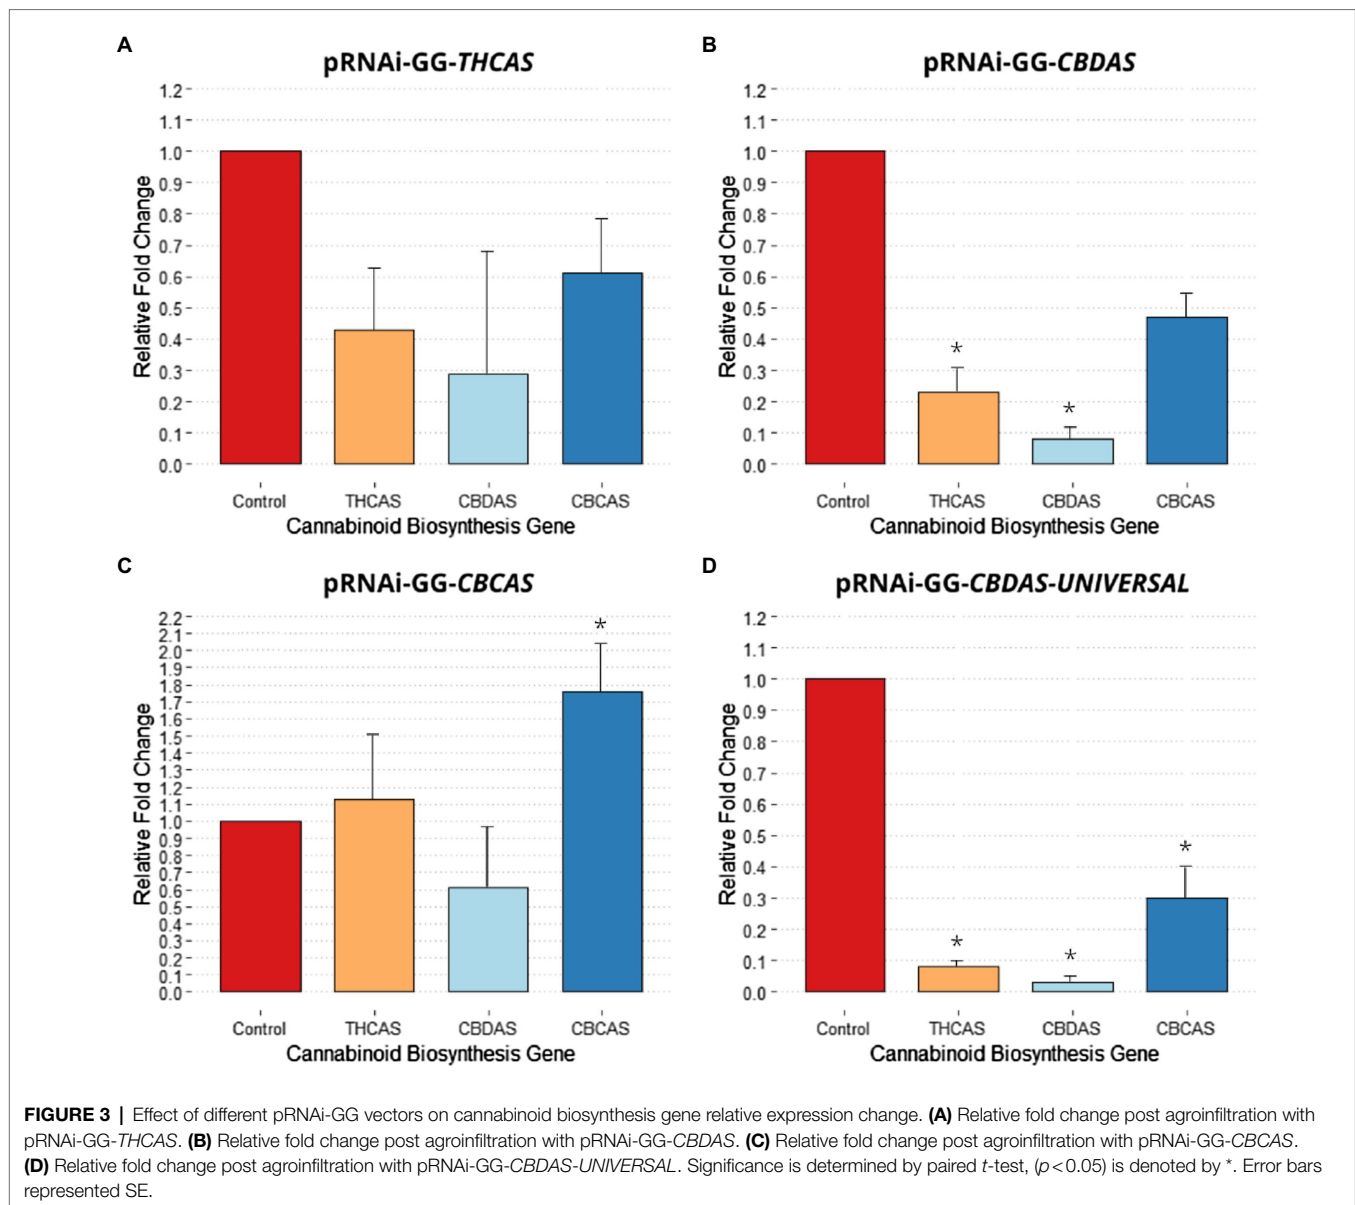 A
pRNAi-GG-THCAS
1.2
1.1
1.0
0.9
0.8
0.7
0.6
0.5
0.4
0.3
0.2
0.1
0.0
Relative Fold Change
Control THCAS CBDAS CBCAS
Cannabinoid Biosynthesis Gene
B
pRNAi-GG-CBDAS
1.2
1.1
1.0
0.9
0.8
0.7
0.6
0.5
0.4
0.3
0.2
0.1
0.0
Relative Fold Change
*
*
Control THCAS CBDAS CBCAS
Cannabinoid Biosynthesis Gene
C
pRNAi-GG-CBCAS
2.2
2.1
2.0
1.9
1.8
1.7
1.6
1.5
1.4
1.3
1.2
1.1
1.0
0.9
0.8
0.7
0.6
0.5
0.4
0.3
0.2
0.1
0.0
Relative Fold Change
*
Control THCAS CBDAS CBCAS
Cannabinoid Biosynthesis Gene
D
pRNAi-GG-CBDAS-UNIVERSAL
1.2
1.1
1.0
0.9
0.8
0.7
0.6
0.5
0.4
0.3
0.2
0.1
0.0
Relative Fold Change
*
*
*
Control THCAS CBDAS CBCAS
Cannabinoid Biosynthesis Gene
FIGURE 3 | Effect of different pRNAi-GG vectors on cannabinoid biosynthesis gene relative expression change. (A) Relative fold change post agroinfiltration with
pRNAi-GG-THCAS. (B) Relative fold change post agroinfiltration with pRNAi-GG-CBDAS. (C) Relative fold change post agroinfiltration with pRNAi-GG-CBCAS.
(D) Relative fold change post agroinfiltration with pRNAi-GG-CBDAS-UNIVERSAL. Significance is determined by paired t-test, (p<0.05) is denoted by *. Error bars
represented SE.